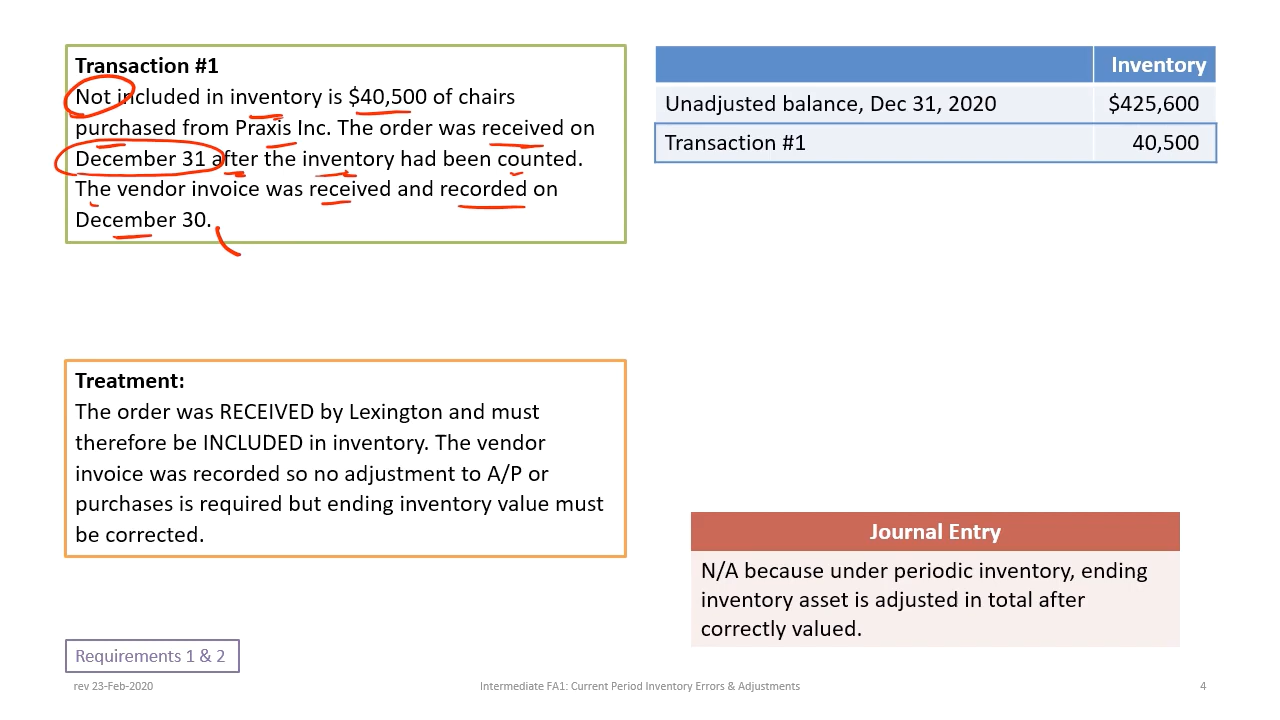 Transaction #1
Not included in inventory is $40,500 of chairs
purchased from Praxis Inc. The order was received on
December 31 after the inventory had been counted.
The vendor invoice was received and recorded on
December 30.
Inventory
Unadjusted balance, Dec 31, 2020 $425,600
Transaction #1 40,500
Treatment:
The order was RECEIVED by Lexington and must
therefore be INCLUDED in inventory. The vendor
invoice was recorded so no adjustment to A/P or
purchases is required but ending inventory value must
be corrected.
Journal Entry
N/A because under periodic inventory, ending
inventory asset is adjusted in total after
correctly valued.
Requirements 1 & 2
rev 23-Feb-2020
Intermediate FA1: Current Period Inventory Errors & Adjustments
4